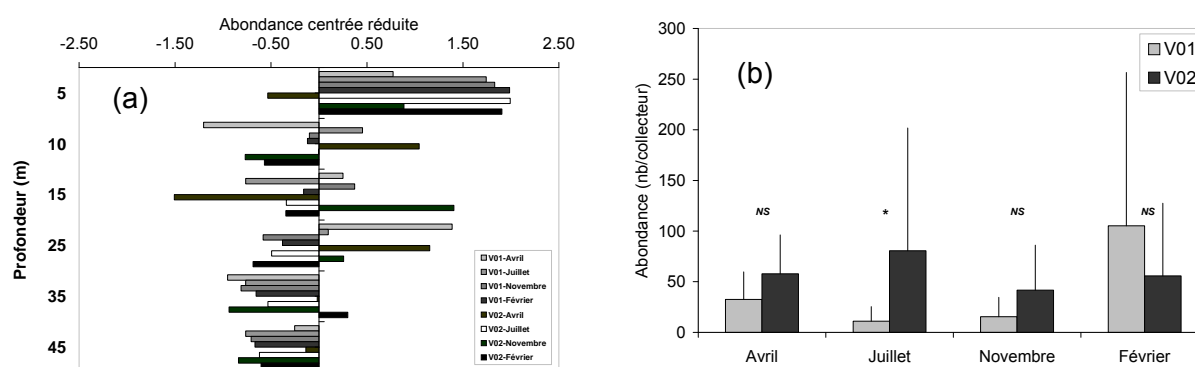 Abondance centrée réduite
-2.50 -1.50 -0.50 0.50 1.50 2.50
(a)
Profondeur (m)
5
10
15
25
35
45
V01-Avril
V01-Juillet
V01-Novembre
V01-Février
V02-Avril
V02-Juillet
V02-Novembre
V02-Février
(b)
V01
V02
Abondance (nb/collecteur)
300
250
200
150
100
50
0
NS * NS NS
Avril Juillet Novembre Février